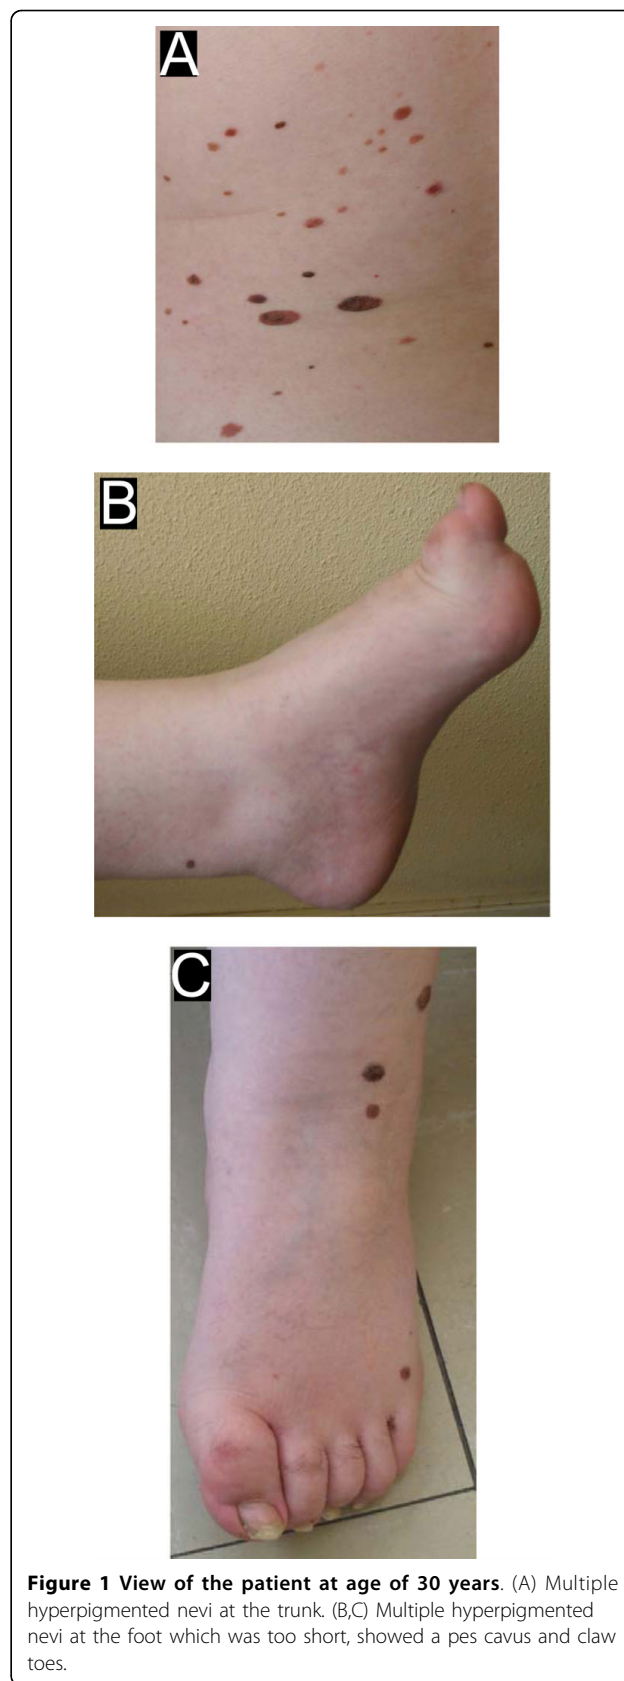 A
B
C
Figure 1 View of the patient at age of 30 years. (A) Multiple
hyperpigmented nevi at the trunk. (B,C) Multiple hyperpigmented
nevi at the foot which was too short, showed a pes cavus and claw
toes.